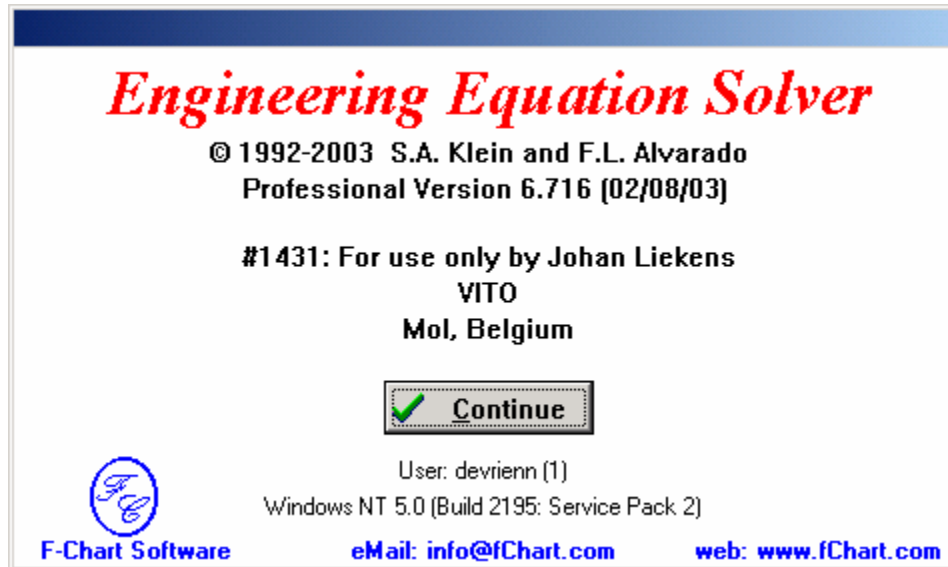 Engineering Equation Solver
© 1992-2003 S.A. Klein and F.L. Alvarado
Professional Version 6.716 (02/08/03)
#1431: For use only by Johan Liekens
VITO
Mol, Belgium
Continue
User: devrienn (1)
Windows NT 5.0 (Build 2195: Service Pack 2)
FC
F-Chart Software eMail: info@fChart.com web: www.fChart.com